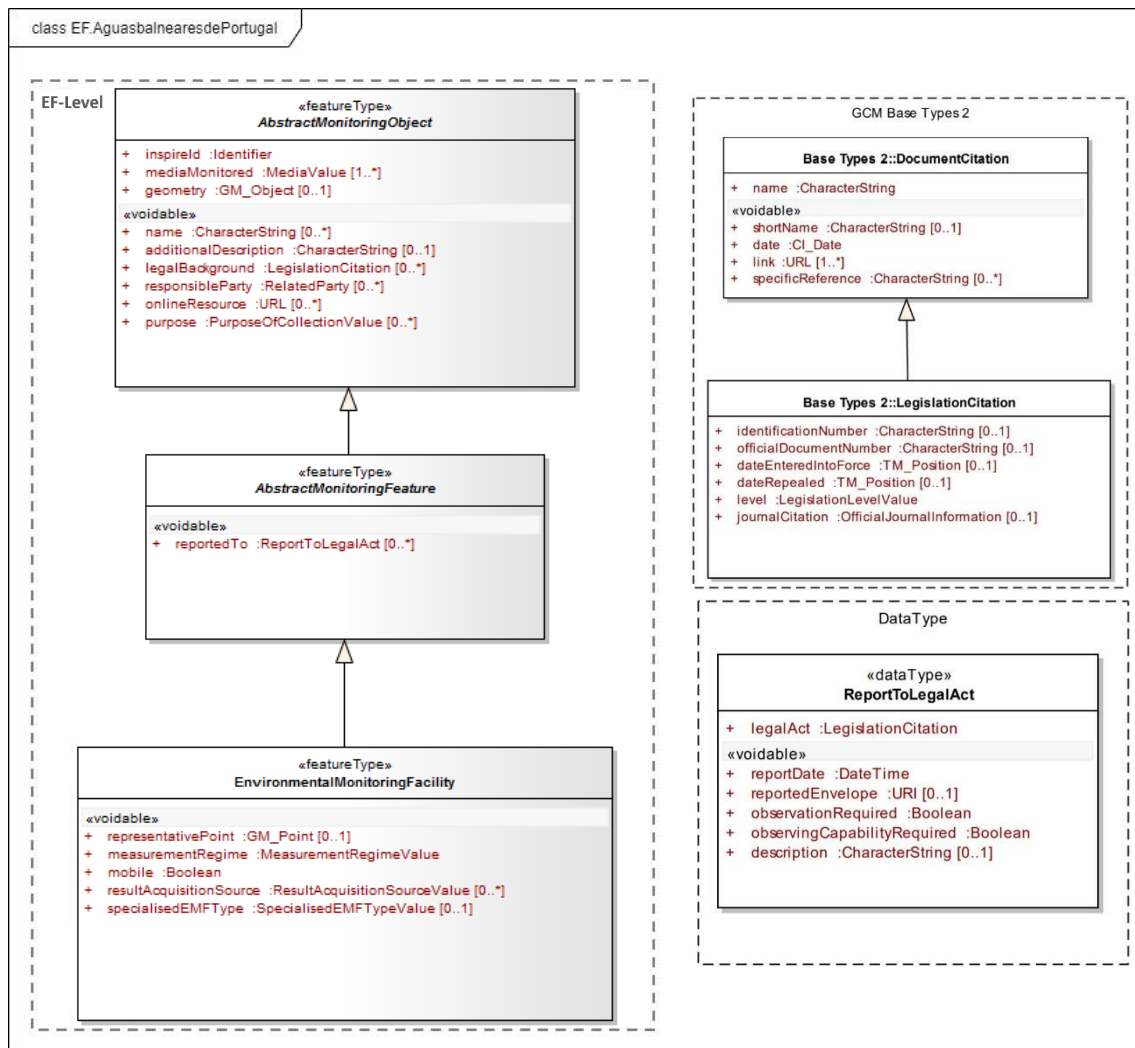 class EF.AguasbalnearesdePortugal
EF-Level
«featureType»
AbstractMonitoringObject
+ inspireId :Identifier
+ mediaMonitored :MediaValue [1..*]
+ geometry :GM_Object [0..1]
«voidable»
+ name :CharacterString [0..*]
+ additionalDescription :CharacterString [0..1]
+ legalBackground :LegislationCitation [0..*]
+ responsibleParty :RelatedParty [0..*]
+ onlineResource :URL [0..*]
+ purpose :PurposeOfCollectionValue [0..*]
«featureType»
AbstractMonitoringFeature
«voidable»
+ reportedTo :ReportToLegalAct [0..*]
«featureType»
EnvironmentalMonitoringFacility
«voidable»
+ representativePoint :GM_Point [0..1]
+ measurementRegime :MeasurementRegimeValue
+ mobile :Boolean
+ resultAcquisitionSource :ResultAcquisitionSourceValue [0..*]
+ specialisedEMFType :SpecialisedEMFTypeValue [0..1]
GCM Base Types 2
Base Types 2::DocumentCitation
+ name :CharacterString
«voidable»
+ shortName :CharacterString [0..1]
+ date :CI_Date
+ link :URL [1..*]
+ specificReference :CharacterString [0..*]
Base Types 2::LegislationCitation
+ identificationNumber :CharacterString [0..1]
+ officialDocumentNumber :CharacterString [0..1]
+ dateEnteredIntoForce :TM_Position [0..1]
+ dateRepealed :TM_Position [0..1]
+ level :LegislationLevelValue
+ journalCitation :OfficialJournalInformation [0..1]
DataType
«dataType»
ReportToLegalAct
+ legalAct :LegislationCitation
«voidable»
+ reportDate :DateTime
+ reportedEnvelope :URI [0..1]
+ observationRequired :Boolean
+ observingCapabilityRequired :Boolean
+ description :CharacterString [0..1]